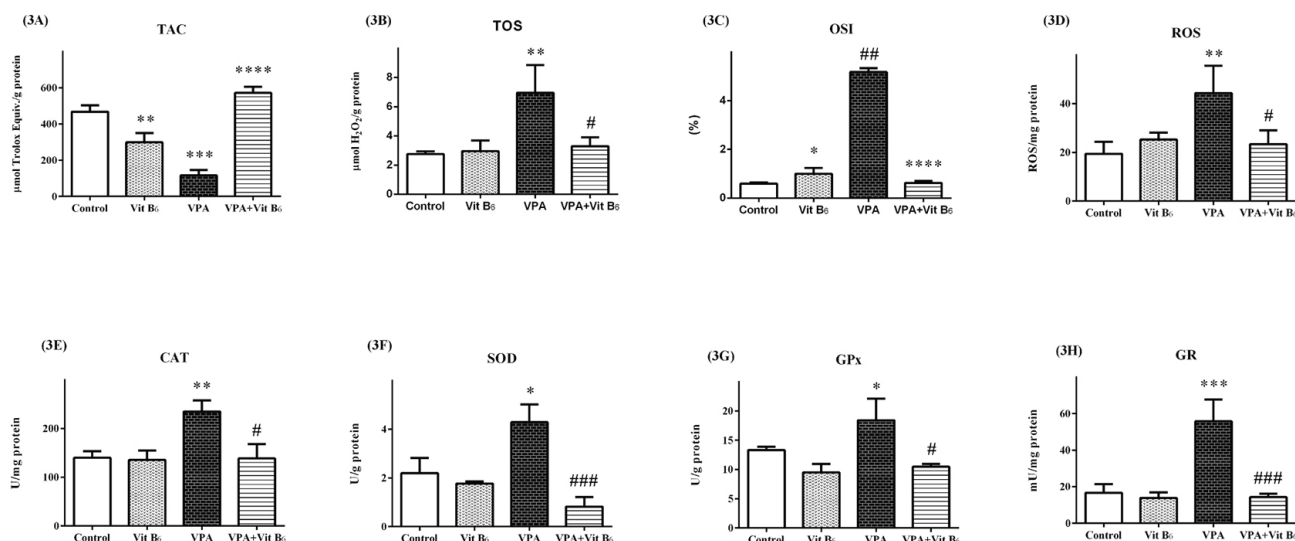 (3A)
TAC
μmol Trolox Equiv./g protein
600
400
200
0
**
***
****
Control
Vit B₆
VPA
VPA+Vit B₆
(3B)
TOS
μmol H₂O₂/g protein
8
6
4
2
0
**
#
Control
Vit B₆
VPA
VPA+Vit B₆
(3C)
OSI
(%)
4
2
0
*
##
****
Control
Vit B₆
VPA
VPA+Vit B₆
(3D)
ROS
ROS/mg protein
40
20
0
**
#
Control
Vit B₆
VPA
VPA+Vit B₆
(3E)
CAT
U/mg protein
200
100
0
**
#
Control
Vit B₆
VPA
VPA+Vit B₆
(3F)
SOD
U/g protein
4
2
0
*
###
Control
Vit B₆
VPA
VPA+Vit B₆
(3G)
GPx
U/g protein
20
15
10
5
0
*
#
Control
Vit B₆
VPA
VPA+Vit B₆
(3H)
GR
mU/mg protein
60
40
20
0
***
###
Control
Vit B₆
VPA
VPA+Vit B₆